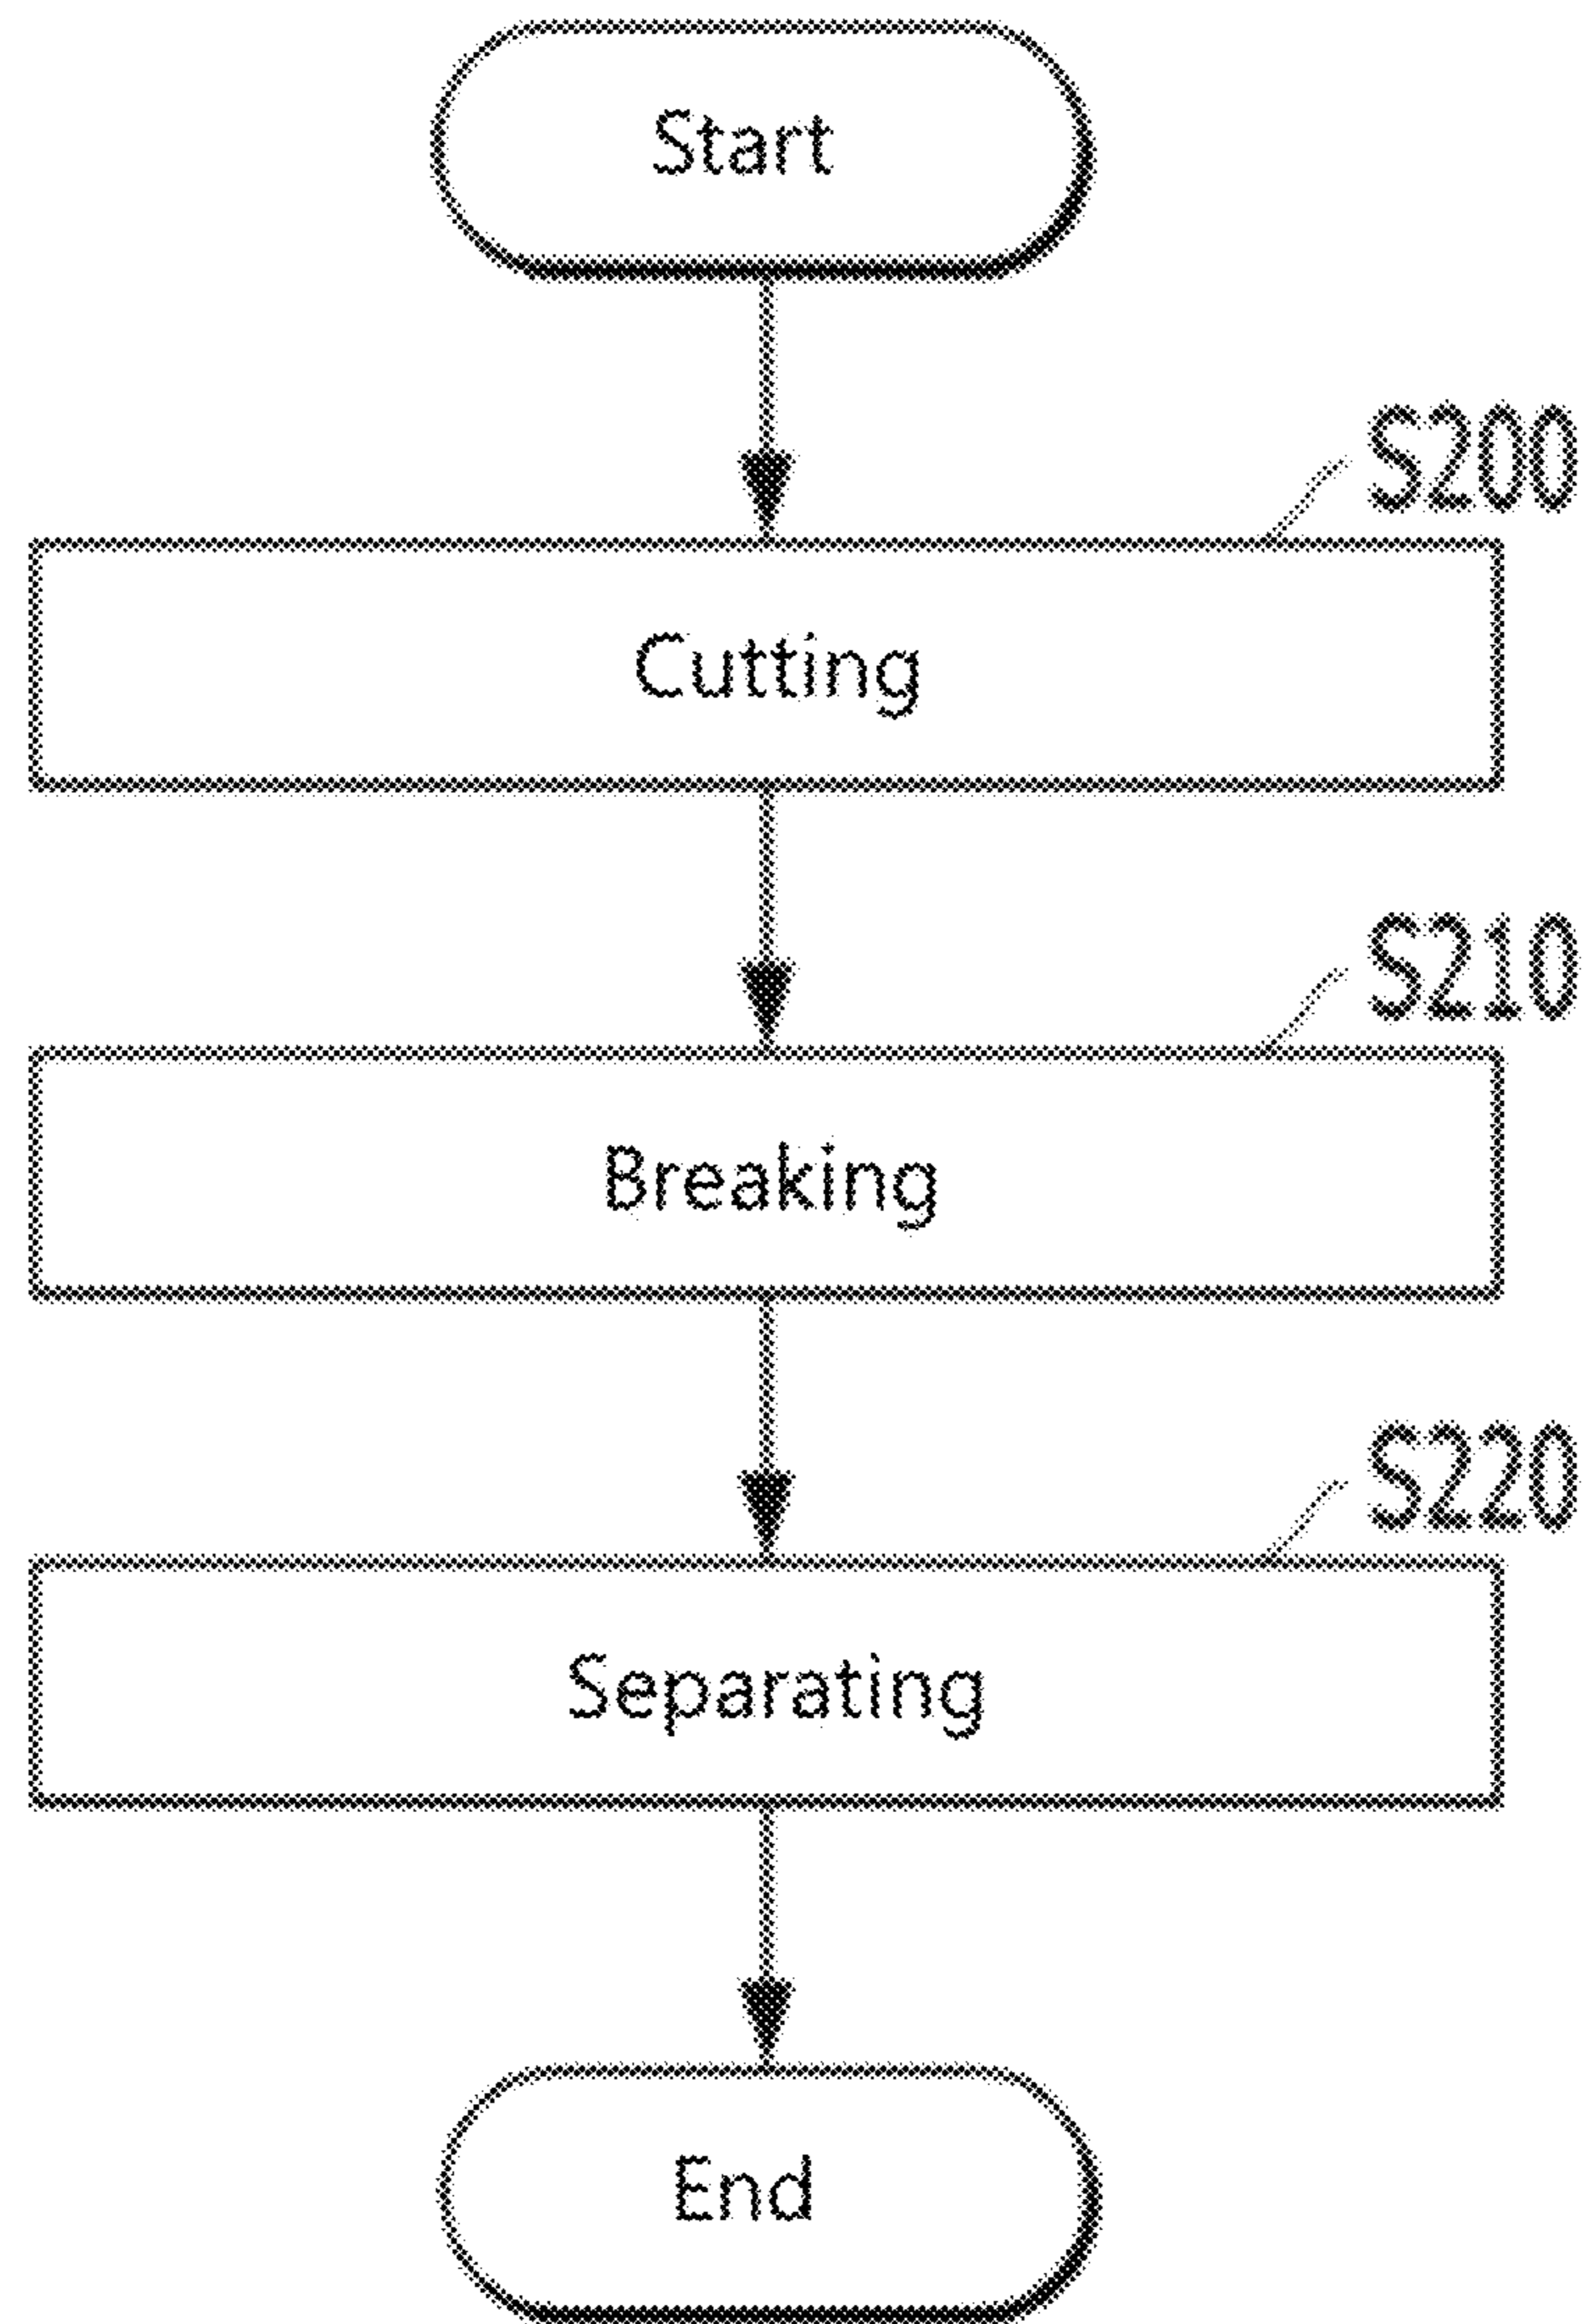 Start
S200
Cutting
S210
Breaking
S220
Separating
End